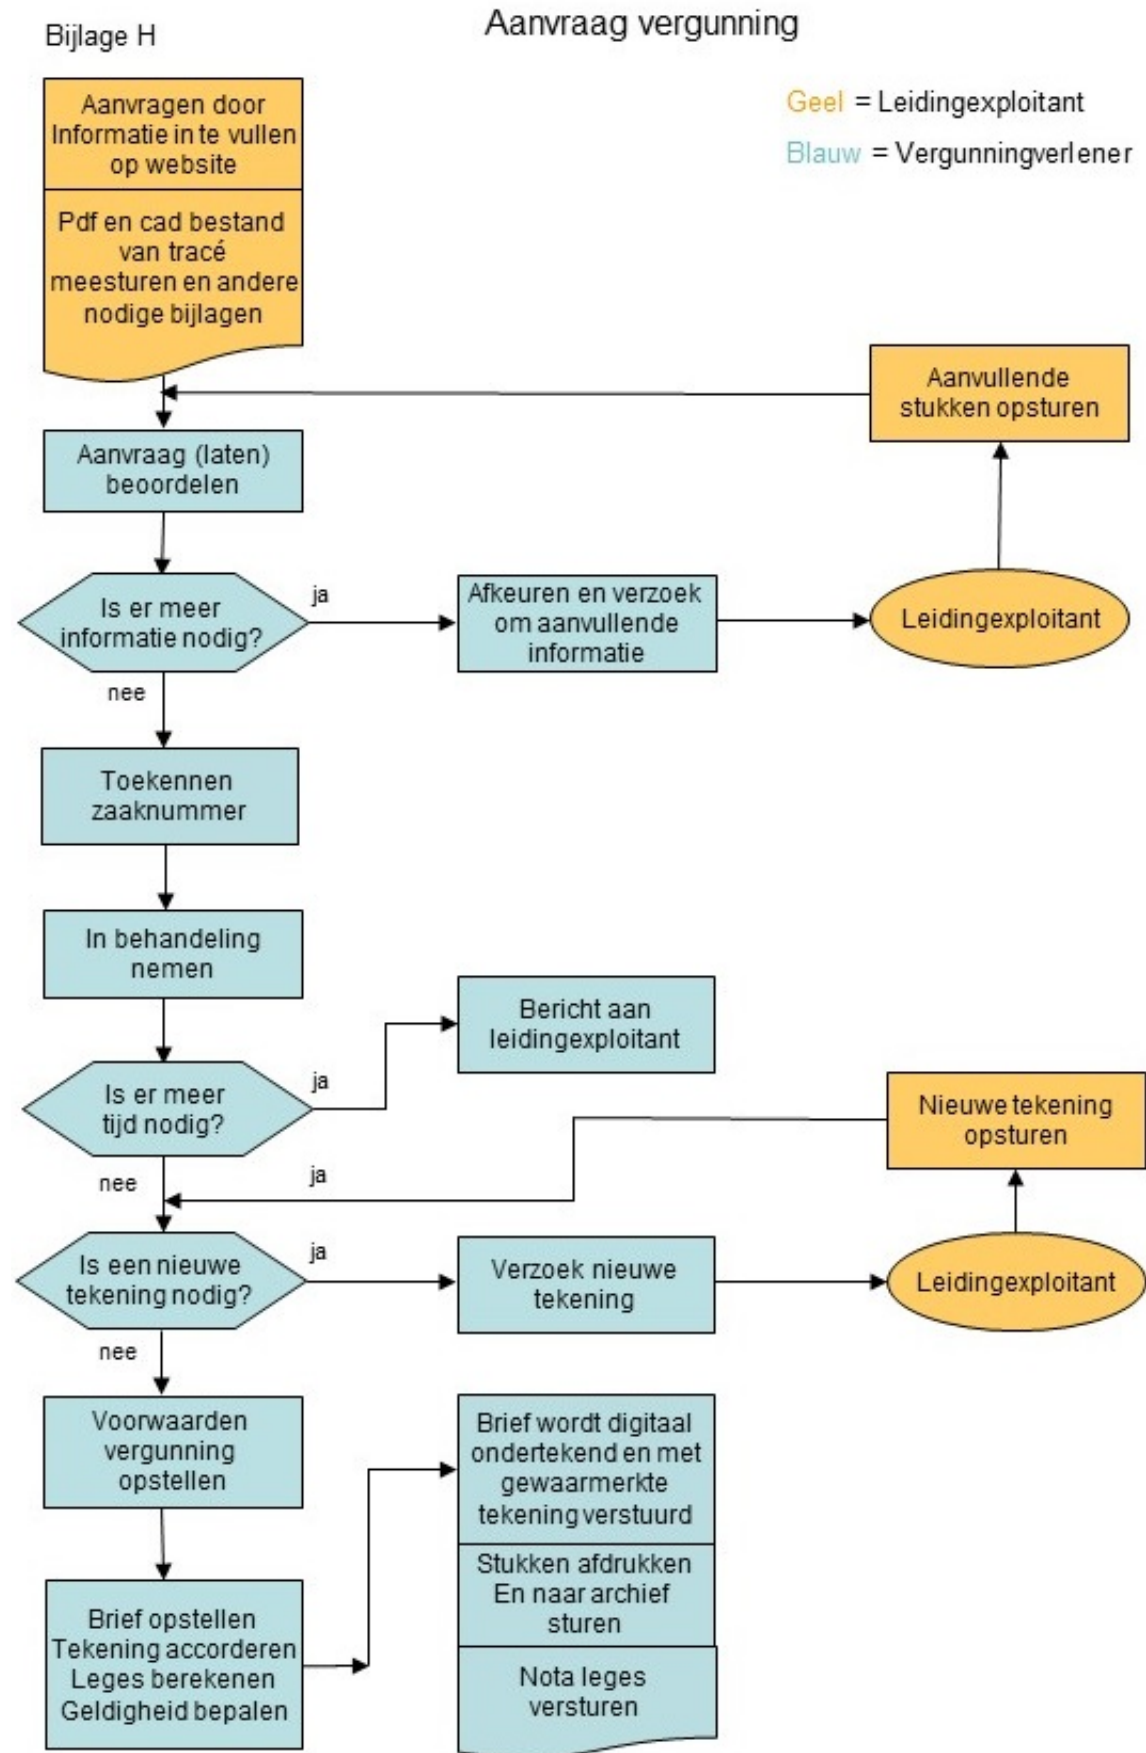 Bijlage H
Aanvraag vergunning
Geel = Leidingexploitant
Blauw = Vergunningverlener
Aanvragen door
Informatie in te vullen
op website
Pdf en cad bestand
van tracé
meesturen en andere
nodige bijlagen
Aanvullende
stukken opsturen
Aanvraag (laten)
beoordelen
Is er meer
informatie nodig?
ja
Afkeuren en verzoek
om aanvullende
informatie
Leidingexploitant
nee
Toekennen
zaaknummer
In behandeling
nemen
Bericht aan
leidingexploitant
Is er meer
tijd nodig?
ja
Nieuwe tekening
opsturen
nee
ja
Is een nieuwe
tekening nodig?
ja
Verzoek nieuwe
tekening
Leidingexploitant
nee
Voorwaarden
vergunning
opstellen
Brief opstellen
Tekening accorderen
Leges berekenen
Geldigheid bepalen
Brief wordt digitaal
ondertekend en met
gewaarmerkte
tekening verstuurd
Stukken afdrukken
En naar archief
sturen
Nota leges
versturen